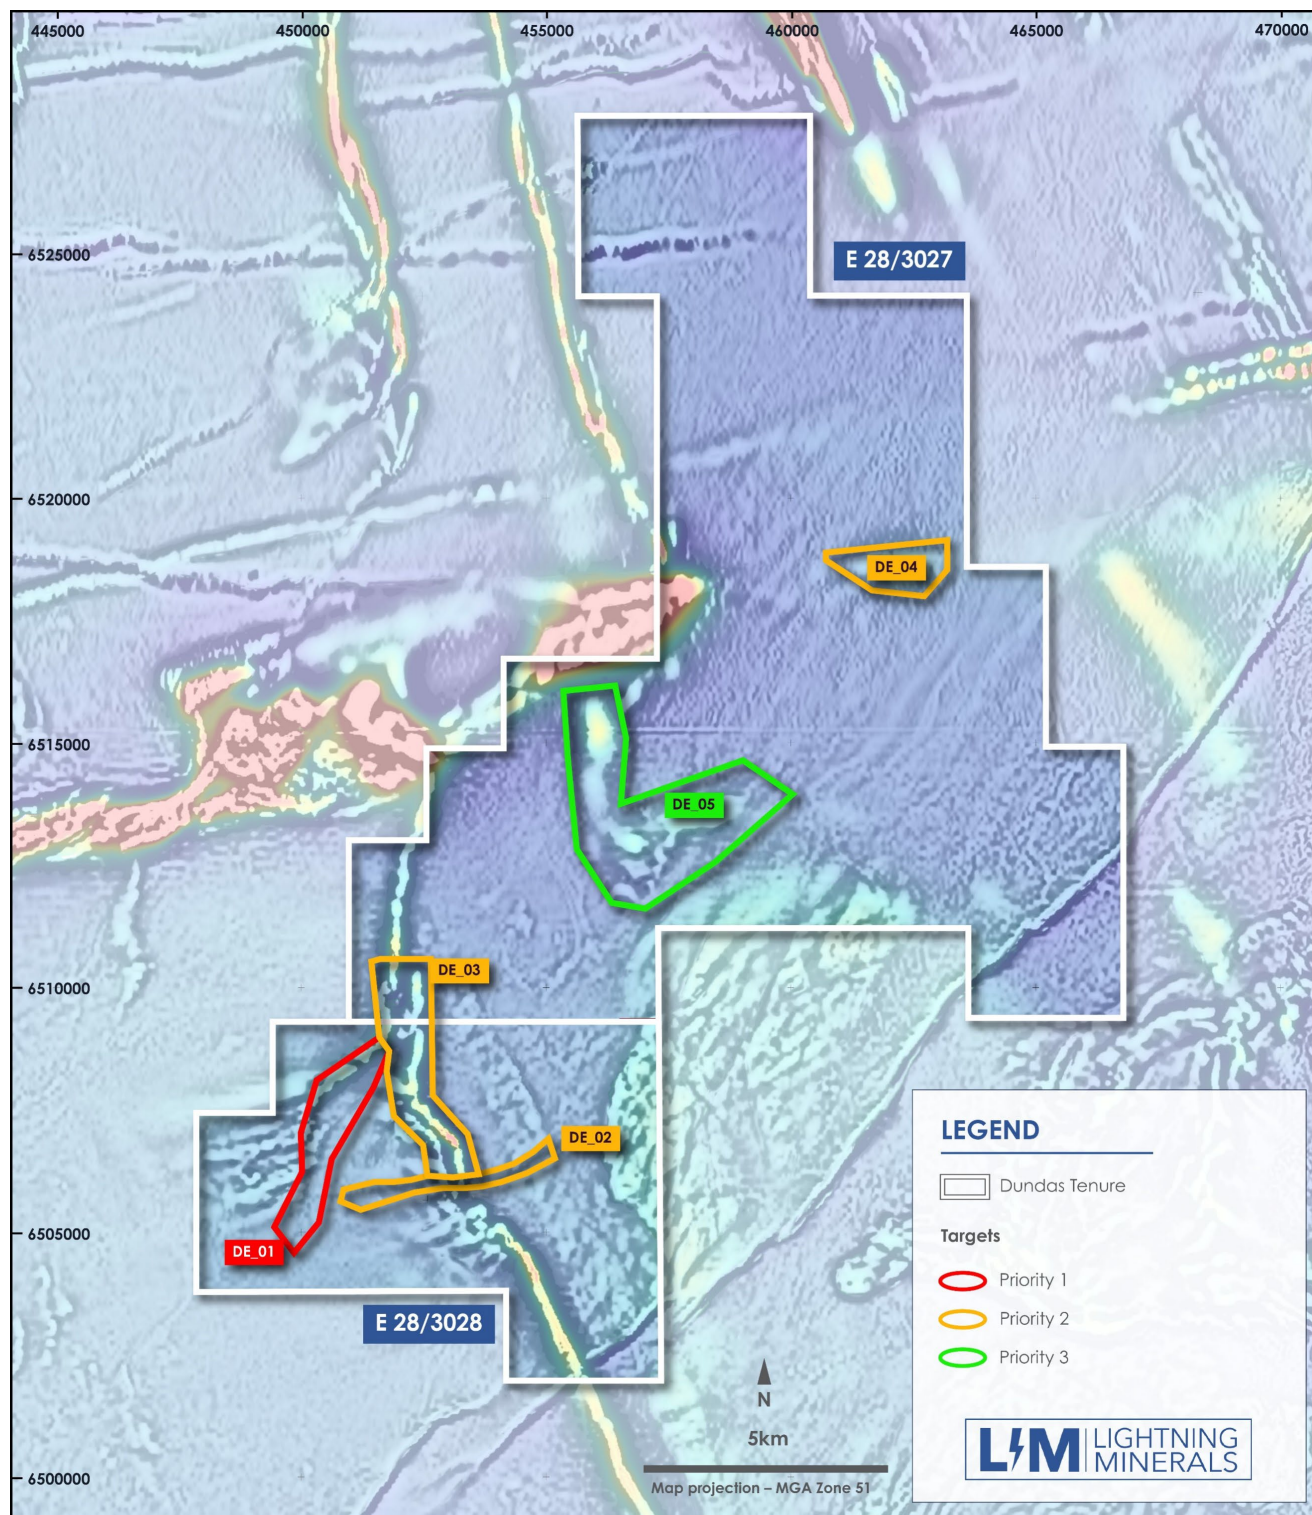 445000
450000
455000
460000
465000
470000
6525000
E 28/3027
6520000
DE_04
6515000
DE_05
6510000
DE_03
DE_02
6505000
DE_01
E 28/3028
6500000
LEGEND
Dundas Tenure
Targets
Priority 1
Priority 2
Priority 3
LM LIGHTNING
MINERALS
N
5km
Map projection – MGA Zone 51